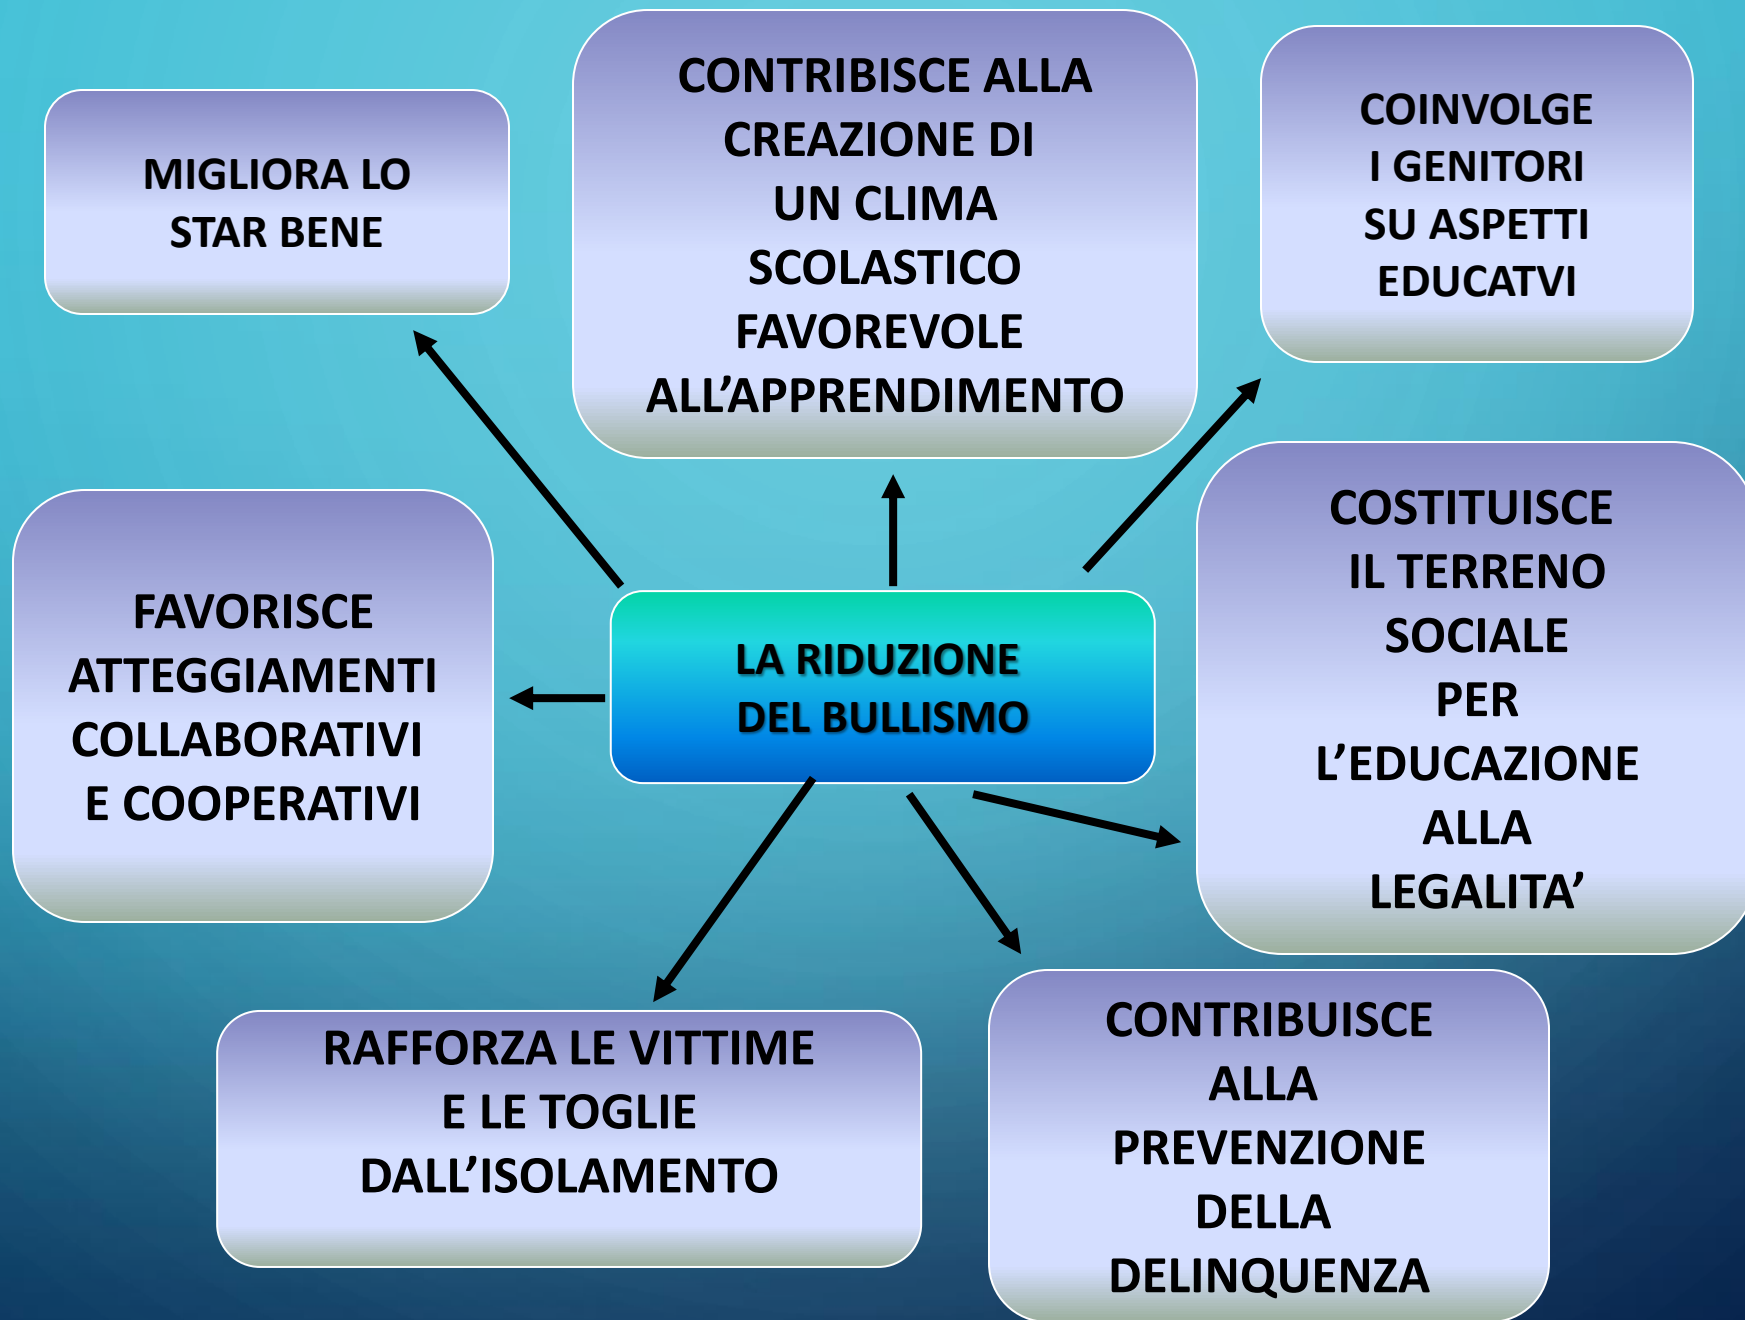 MIGLIORA LO
STAR BENE
CONTRIBISCE ALLA
CREAZIONE DI
UN CLIMA
SCOLASTICO
FAVOREVOLE
ALL’APPRENDIMENTO
COINVOLGE
I GENITORI
SU ASPETTI
EDUCATVI
FAVORISCE
ATTEGGIAMENTI
COLLABORATIVI
E COOPERATIVI
LA RIDUZIONE
DEL BULLISMO
COSTITUISCE
IL TERRENO
SOCIALE
PER
L’EDUCAZIONE
ALLA
LEGALITA’
RAFFORZA LE VITTIME
E LE TOGLIE
DALL’ISOLAMENTO
CONTRIBUISCE
ALLA
PREVENZIONE
DELLA
DELINQUENZA